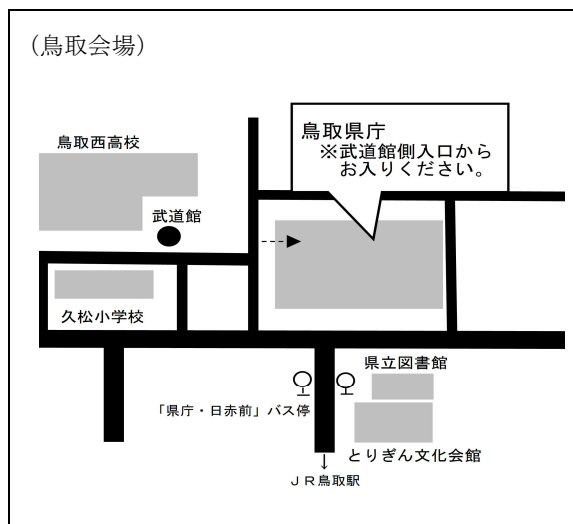 （鳥取会場）
鳥取県庁
※武道館側入口から
お入りください。
鳥取西高校
武道館
久松小学校
県立図書館
「県庁・日赤前」バス停
とりぎん文化会館
↓
ＪＲ鳥取駅